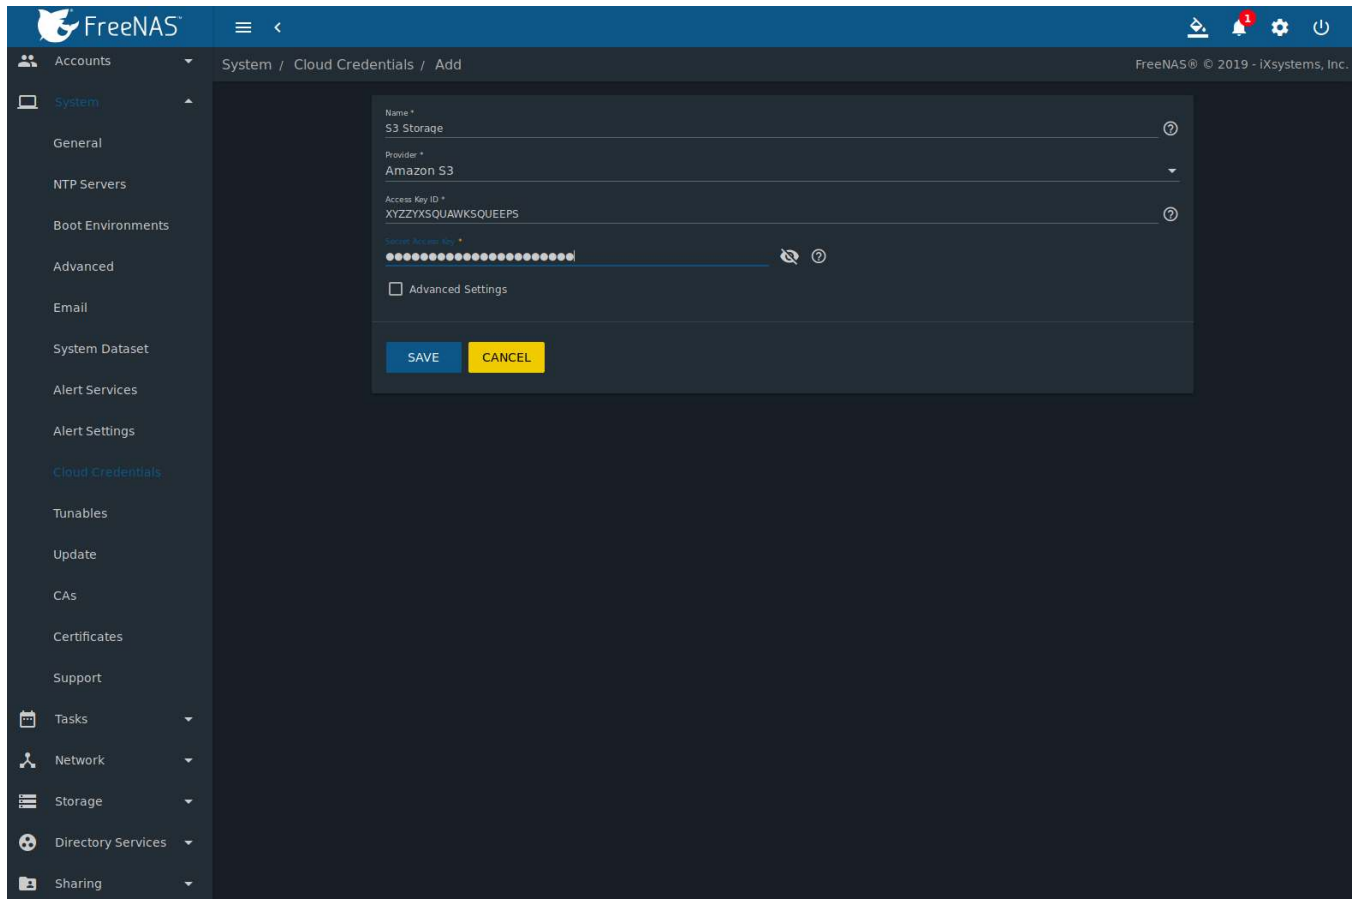 FreeNAS
1
Accounts
System / Cloud Credentials / Add
FreeNAS® © 2019 - iXsystems, Inc.
System
General
NTP Servers
Boot Environments
Advanced
Email
System Dataset
Alert Services
Alert Settings
Cloud Credentials
Tunables
Update
CAs
Certificates
Support
Tasks
Network
Storage
Directory Services
Sharing
Name *
S3 Storage
Provider *
Amazon S3
Access Key ID *
XYZZYXSQUAWKSQUEEPS
Secret Access Key *
●●●●●●●●●●●●●●●●●●●●●●
Advanced Settings
SAVE
CANCEL